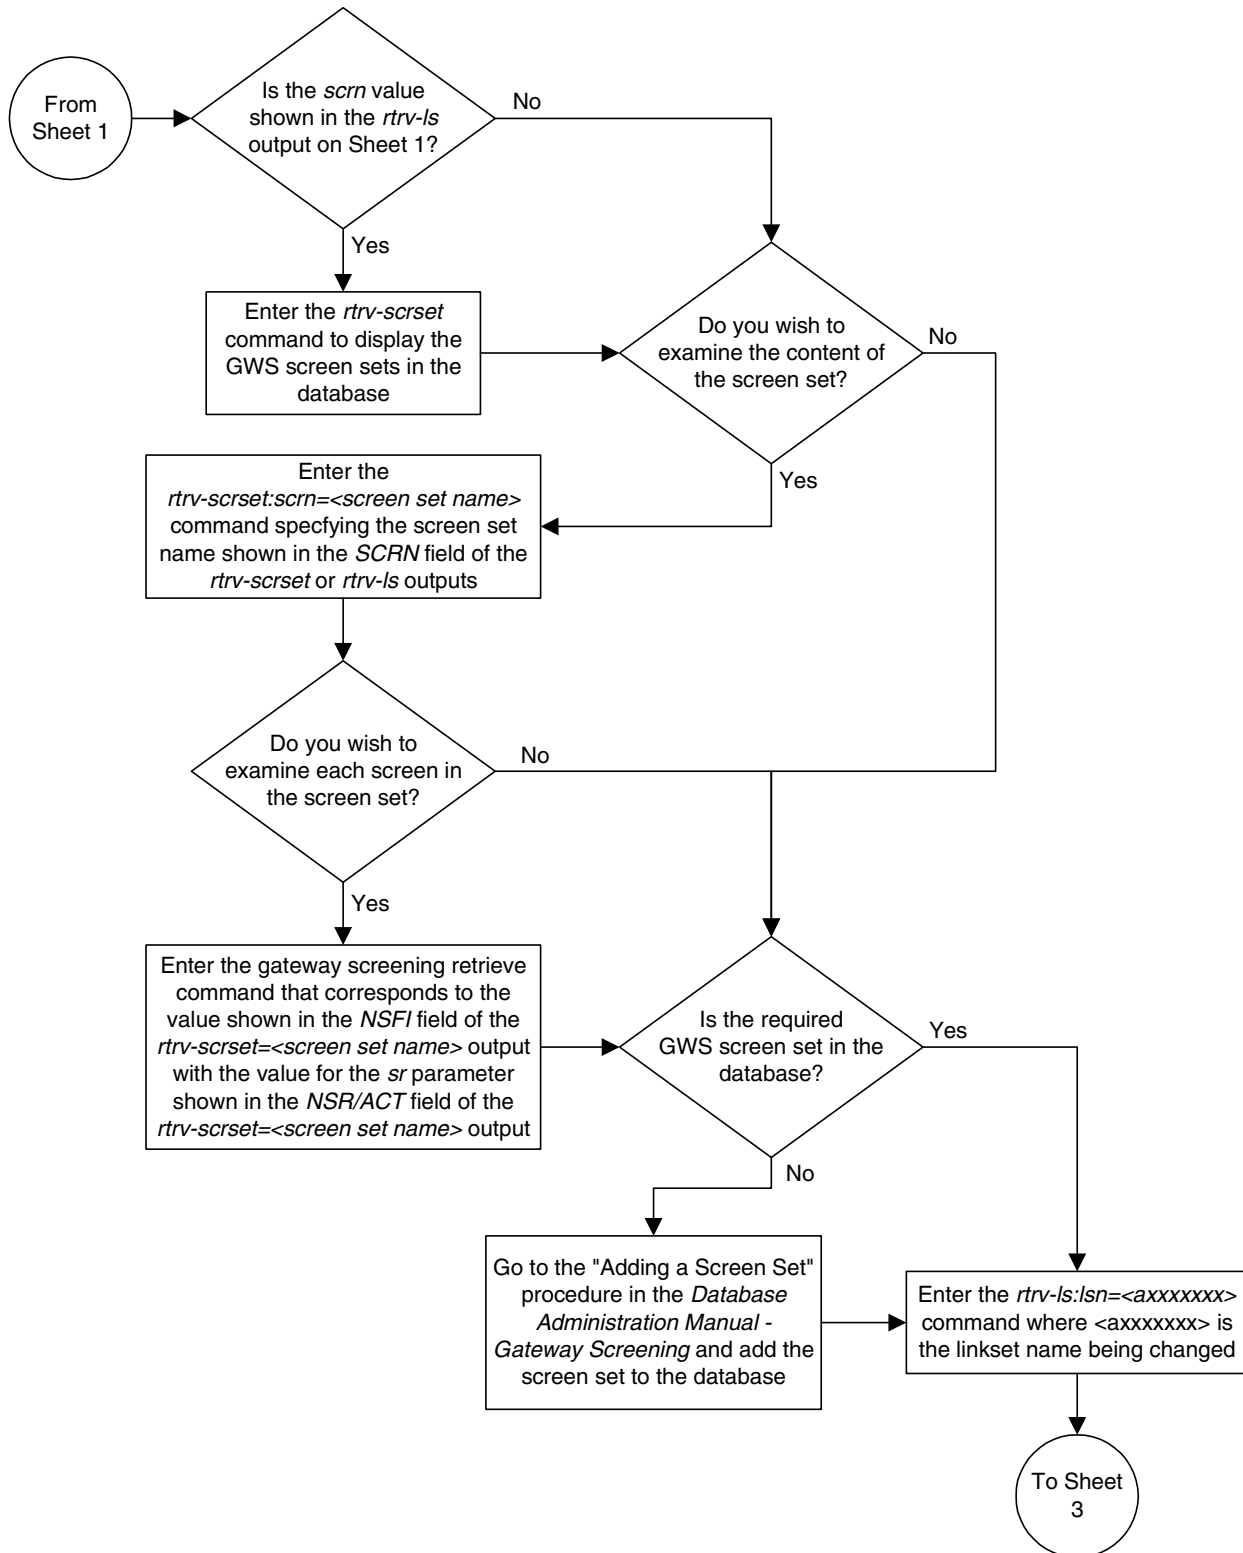 From
Sheet 1
Is the scrn value
shown in the rtrv-ls
output on Sheet 1?
No
Yes
Enter the rtrv-scrset
command to display the
GWS screen sets in the
database
Do you wish to
examine the content of
the screen set?
No
Yes
Enter the
rtrv-scrset:scrn=<screen set name>
command specfying the screen set
name shown in the SCRN field of the
rtrv-scrset or rtrv-ls outputs
Do you wish to
examine each screen in
the screen set?
No
Yes
Enter the gateway screening retrieve
command that corresponds to the
value shown in the NSFI field of the
rtrv-scrset=<screen set name> output
with the value for the sr parameter
shown in the NSR/ACT field of the
rtrv-scrset=<screen set name> output
Is the required
GWS screen set in the
database?
Yes
No
Go to the "Adding a Screen Set"
procedure in the Database
Administration Manual -
Gateway Screening and add the
screen set to the database
Enter the rtrv-ls:lsn=<axxxxxxx>
command where <axxxxxxx> is
the linkset name being changed
To Sheet
3